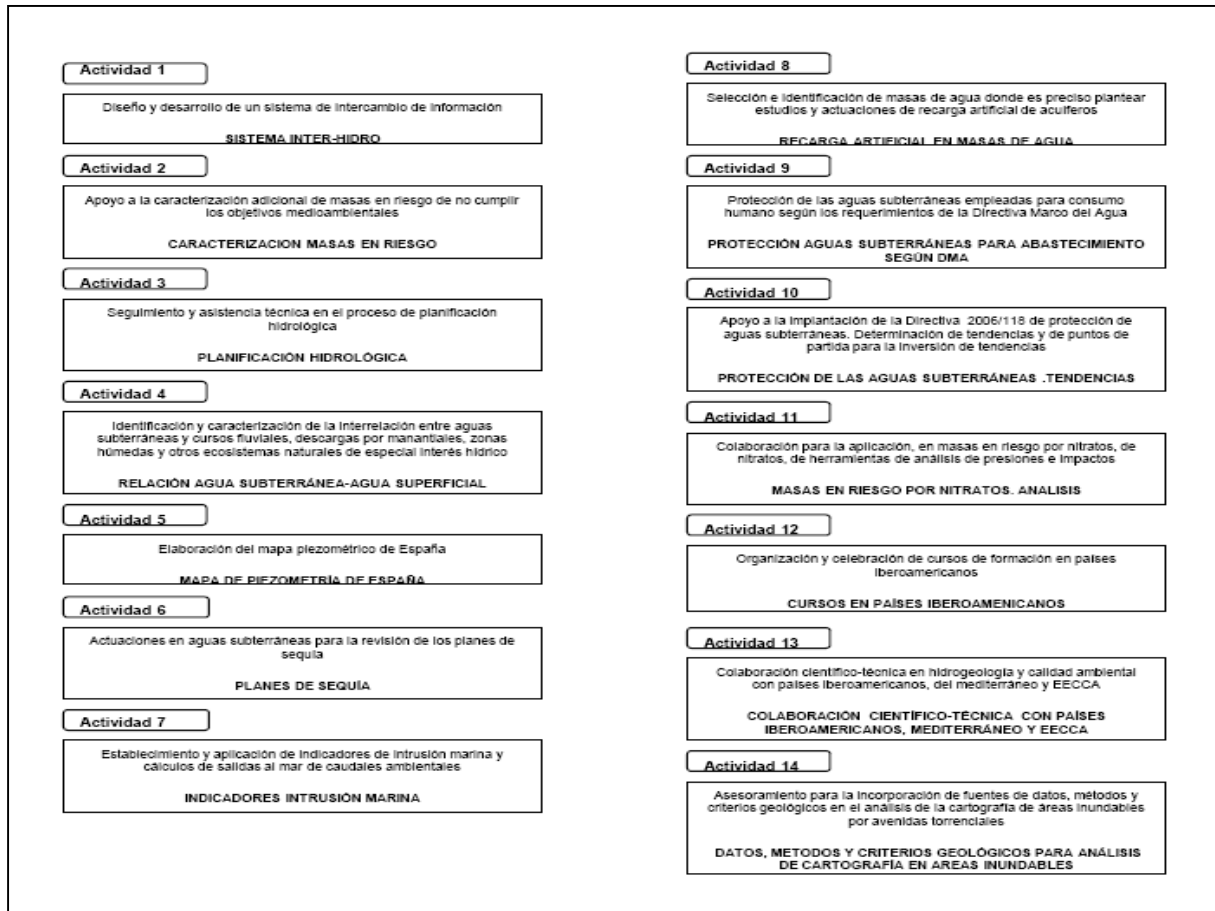 Actividad 1
Diseño y desarrollo de un sistema de intercambio de información
SISTEMA INTER-HIDRO
Actividad 2
Apoyo a la caracterización adicional de masas en riesgo de no cumplir
los objetivos medioambientales
CARACTERIZACION MASAS EN RIESGO
Actividad 3
Seguimiento y asistencia técnica en el proceso de planificación
hidrológica
PLANIFICACIÓN HIDROLÓGICA
Actividad 4
Identificación y caracterización de la interrelación entre aguas
subterráneas y cursos fluviales, descargas por manantiales, zonas
húmedas y otros ecosistemas naturales de especial interés hídrico
RELACIÓN AGUA SUBTERRÁNEA-AGUA SUPERFICIAL
Actividad 5
Elaboración del mapa piezométrico de España
MAPA DE PIEZOMETRÍA DE ESPAÑA
Actividad 6
Actuaciones en aguas subterráneas para la revisión de los planes de
sequía
PLANES DE SEQUÍA
Actividad 7
Establecimiento y aplicación de indicadores de intrusión marina y
cálculos de salidas al mar de caudales ambientales
INDICADORES INTRUSIÓN MARINA
Actividad 8
Selección e identificación de masas de agua donde es preciso plantear
estudios y actuaciones de recarga artificial de acuíferos
RECARGA ARTIFICIAL EN MASAS DE AGUA
Actividad 9
Protección de las aguas subterráneas empleadas para consumo
humano según los requerimientos de la Directiva Marco del Agua
PROTECCIÓN AGUAS SUBTERRÁNEAS PARA ABASTECIMIENTO
SEGÚN DMA
Actividad 10
Apoyo a la implantación de la Directiva 2006/118 de protección de
aguas subterráneas. Determinación de tendencias y de puntos de
partida para la inversión de tendencias
PROTECCIÓN DE LAS AGUAS SUBTERRÁNEAS .TENDENCIAS
Actividad 11
Colaboración para la aplicación, en masas en riesgo por nitratos, de
nitratos, de herramientas de análisis de presiones e impactos
MASAS EN RIESGO POR NITRATOS. ANALISIS
Actividad 12
Organización y celebración de cursos de formación en países
iberoamericanos
CURSOS EN PAÍSES IBEROAMENICANOS
Actividad 13
Colaboración científico-técnica en hidrogeología y calidad ambiental
con países iberoamericanos, del mediterráneo y EECCA
COLABORACIÓN CIENTÍFICO-TÉCNICA CON PAÍSES
IBEROAMERICANOS, MEDITERRÁNEO Y EECCA
Actividad 14
Asesoramiento para la incorporación de fuentes de datos, métodos y
criterios geológicos en el análisis de la cartografía de áreas inundables
por avenidas torrenciales
DATOS, METODOS Y CRITERIOS GEOLÓGICOS PARA ANÁLISIS
DE CARTOGRAFÍA EN AREAS INUNDABLES